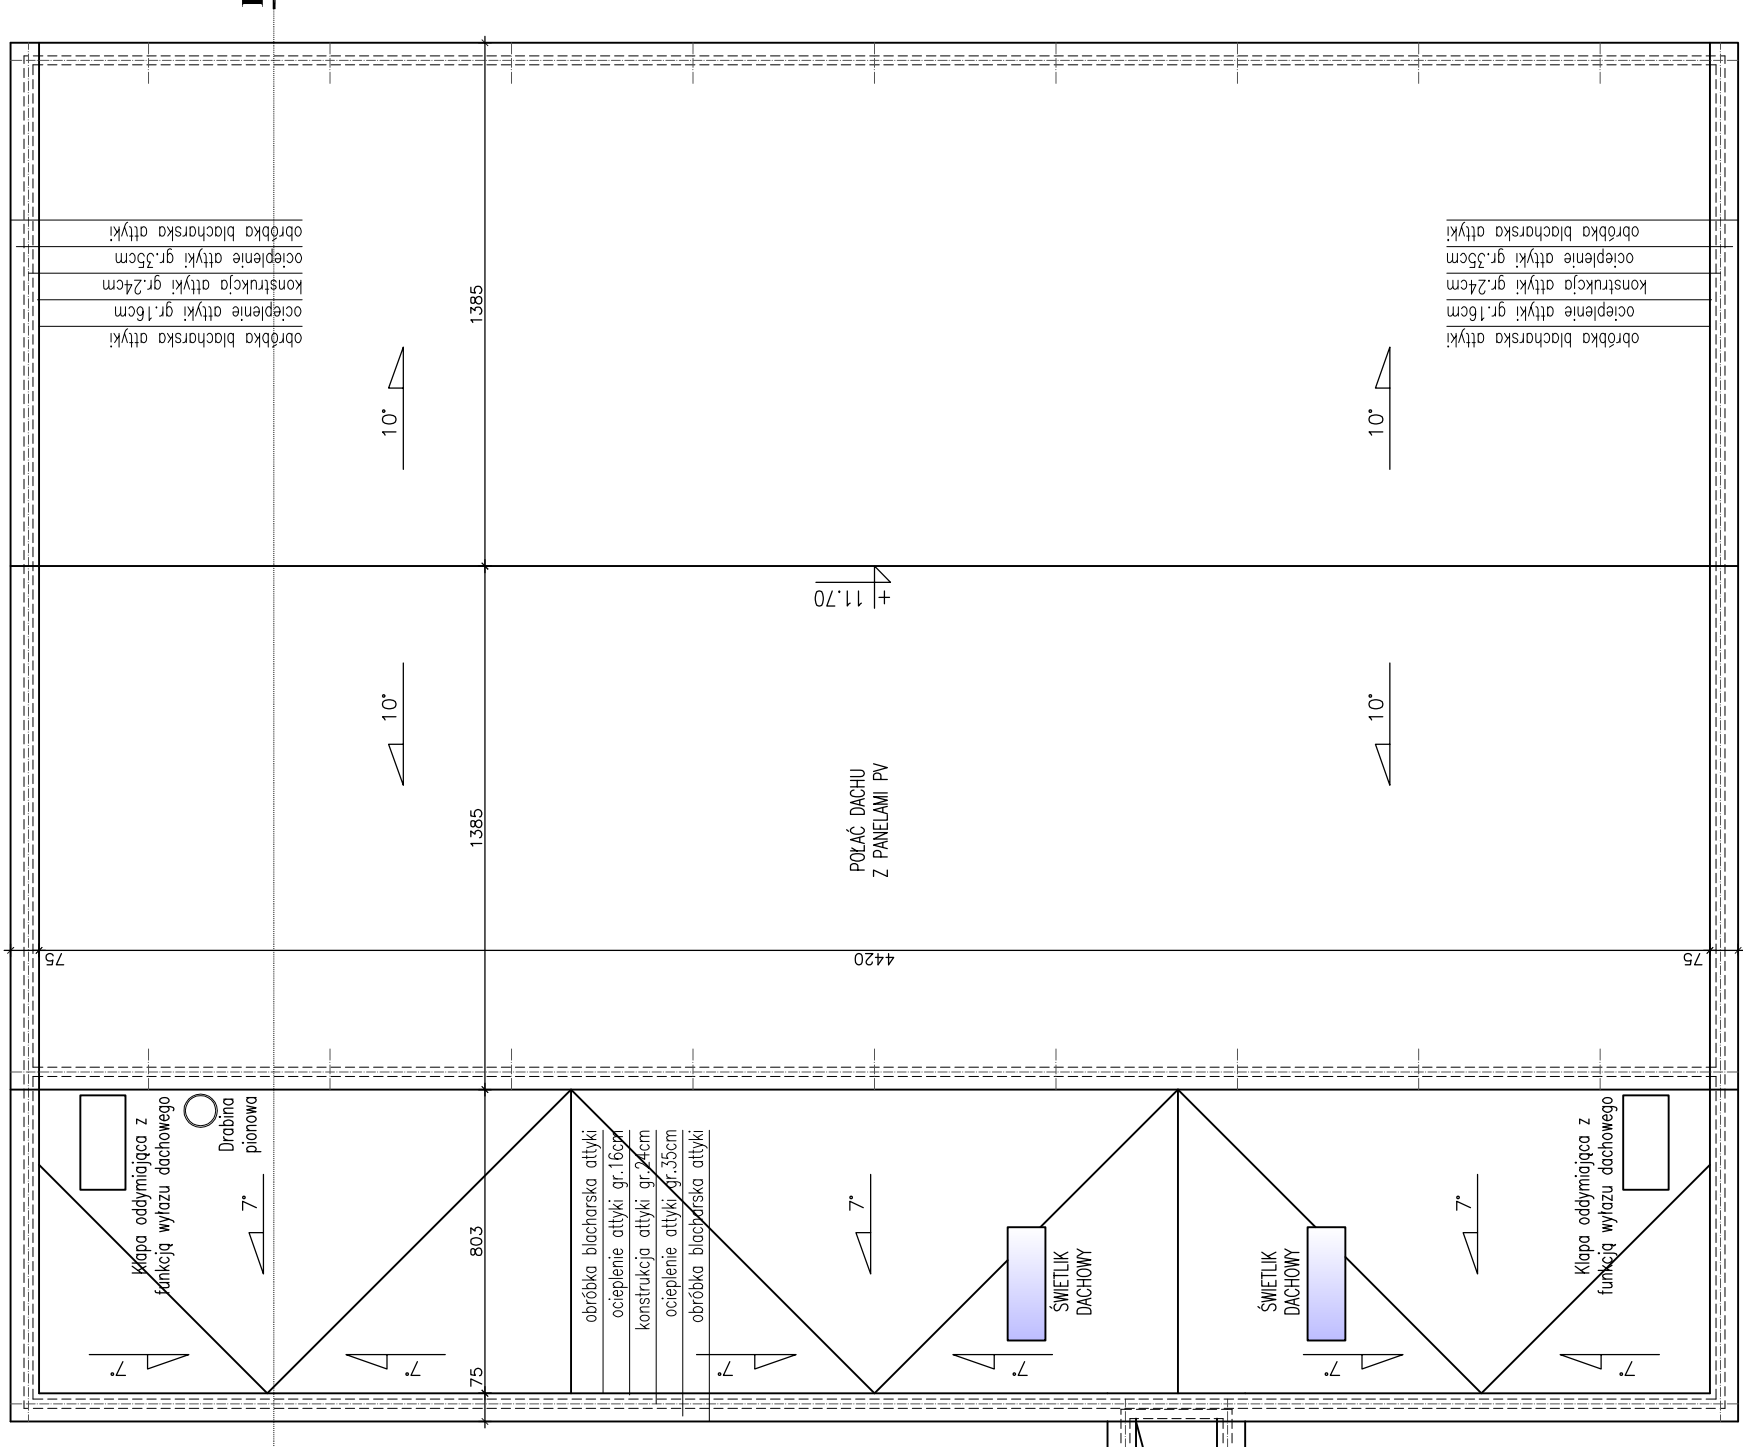 obróbka blacharska attyki
ocieplenie attyki gr.35cm
konstrukcja attyki gr.24cm
ocieplenie attyki gr.16cm
obróbka blacharska attyki
obróbka blacharska attyki
ocieplenie attyki gr.35cm
konstrukcja attyki gr.24cm
ocieplenie attyki gr.16cm
obróbka blacharska attyki
1385
10°
10°
+ 11.70
10°
10°
1385
POŁAĆ DACHU
Z PANELAMI PV
75
4420
75
Klapa oddymiająca z
funkcją wyłazu dachowego
Drabina
pionowa
7°
803
obróbka blacharska attyki
ocieplenie attyki gr.16cm
konstrukcja attyki gr.24cm
ocieplenie attyki gr.35cm
obróbka blacharska attyki
7°
ŚWIETLIK
DACHOWY
ŚWIETLIK
DACHOWY
7°
Klapa oddymiająca z
funkcją wyłazu dachowego
7°
7°
75
7°
7°
7°
7°